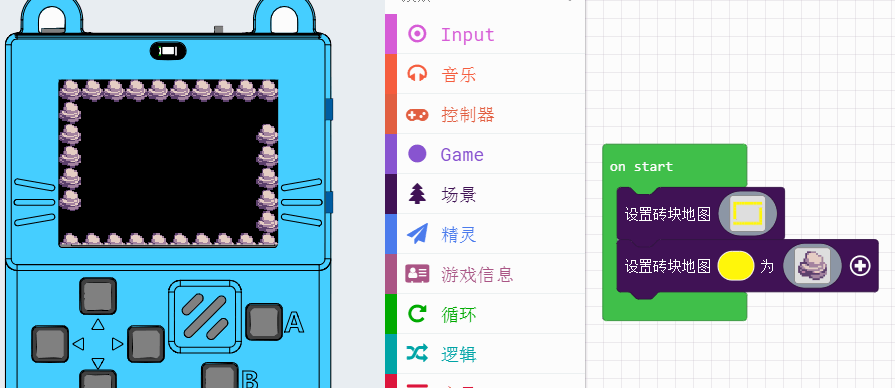 Input
音乐
控制器
Game
场景
精灵
游戏信息
循环
逻辑
on start
设置砖块地图
设置砖块地图 为
A
B